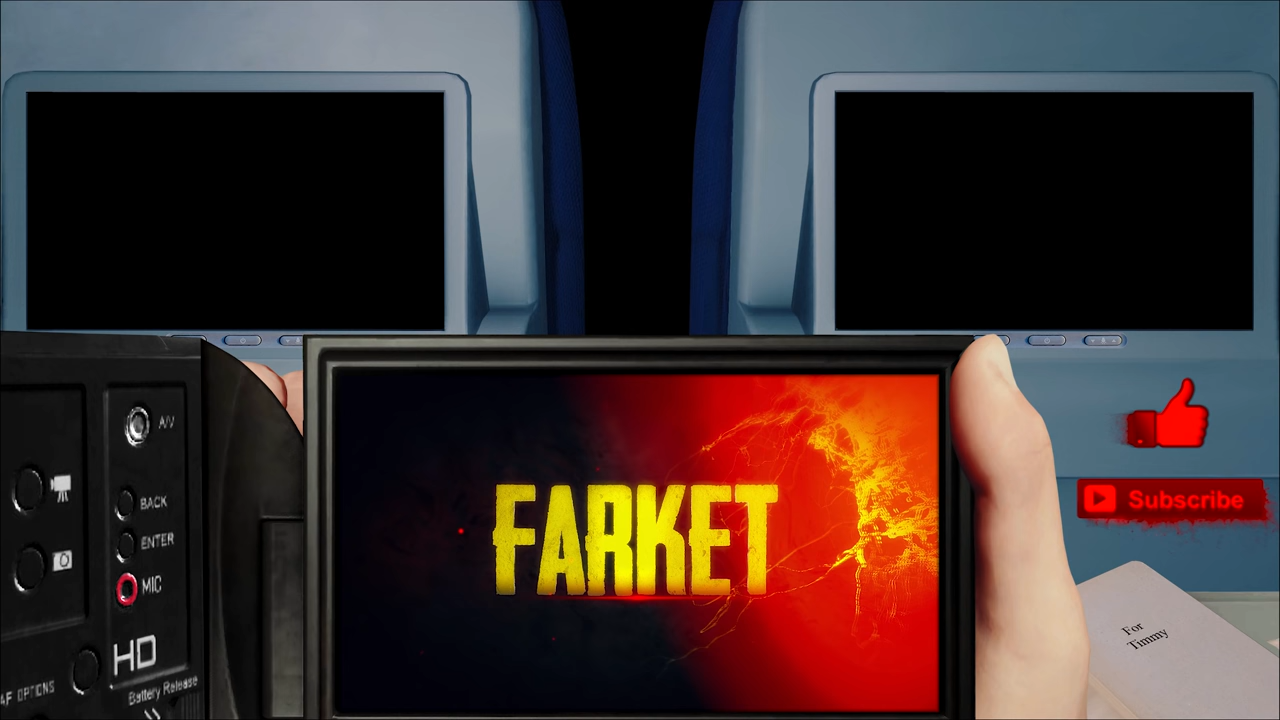 A/V
BACK
ENTER
MIC
HD
AF OPTIONS
Battery Release
FARKET
Subscribe
For
Timmy